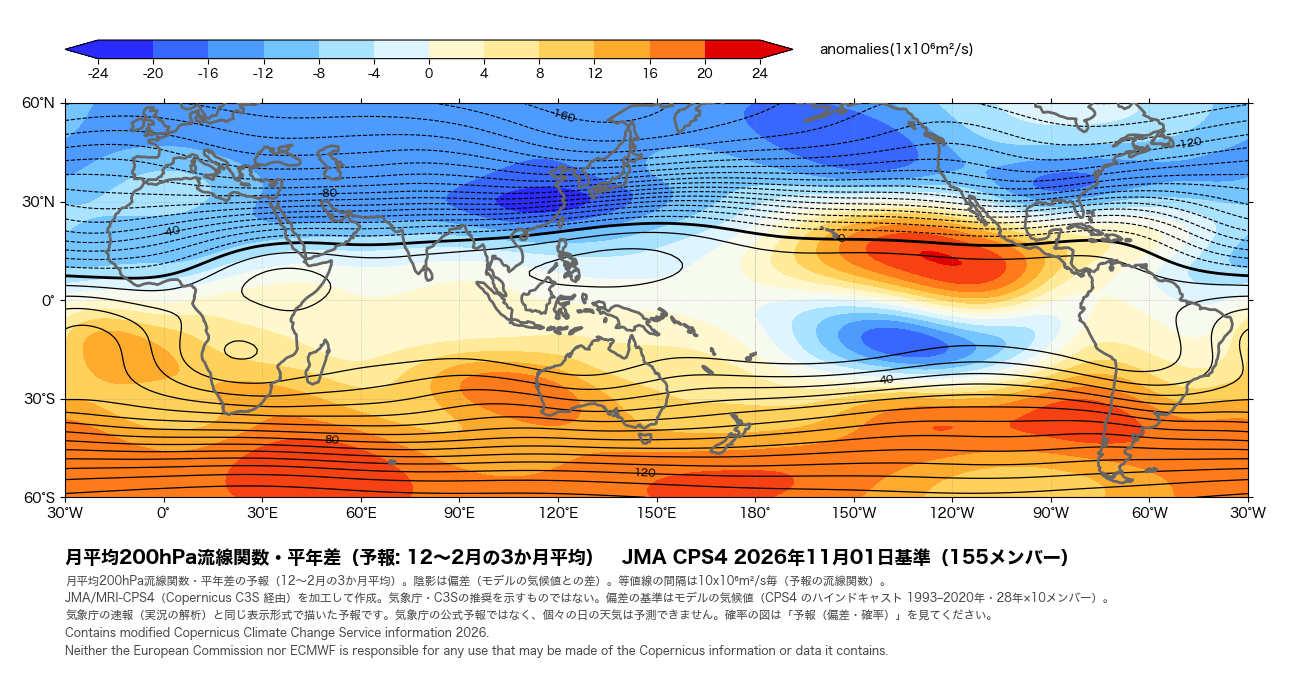 anomalies(1x10⁶m²/s)
-24 -20 -16 -12 -8 -4 0 4 8 12 16 20 24
60°N
-160
-120
30°N
80
40
0
0°
30°S
40
80
120
60°S
30°W 0° 30°E 60°E 90°E 120°E 150°E 180° 150°W 120°W 90°W 60°W 30°W
月平均200hPa流線関数・平年差（予報: 12～2月の3か月平均） JMA CPS4 2026年11月01日基準（155メンバー）
月平均200hPa流線関数・平年差の予報（12～2月の3か月平均）。陰影は偏差（モデルの気候値との差）。等値線の間隔は10x10⁶m²/s毎（予報の流線関数）。
JMA/MRI-CPS4（Copernicus C3S 経由）を加工して作成。気象庁・C3Sの推奨を示すものではない。偏差の基準はモデルの気候値（CPS4 のハインドキャスト 1993–2020年・28年×10メンバー）。
気象庁の速報（実況の解析）と同じ表示形式で描いた予報です。気象庁の公式予報ではなく、個々の日の天気は予測できません。確率の図は「予報（偏差・確率）」を見てください。
Contains modified Copernicus Climate Change Service information 2026.
Neither the European Commission nor ECMWF is responsible for any use that may be made of the Copernicus information or data it contains.